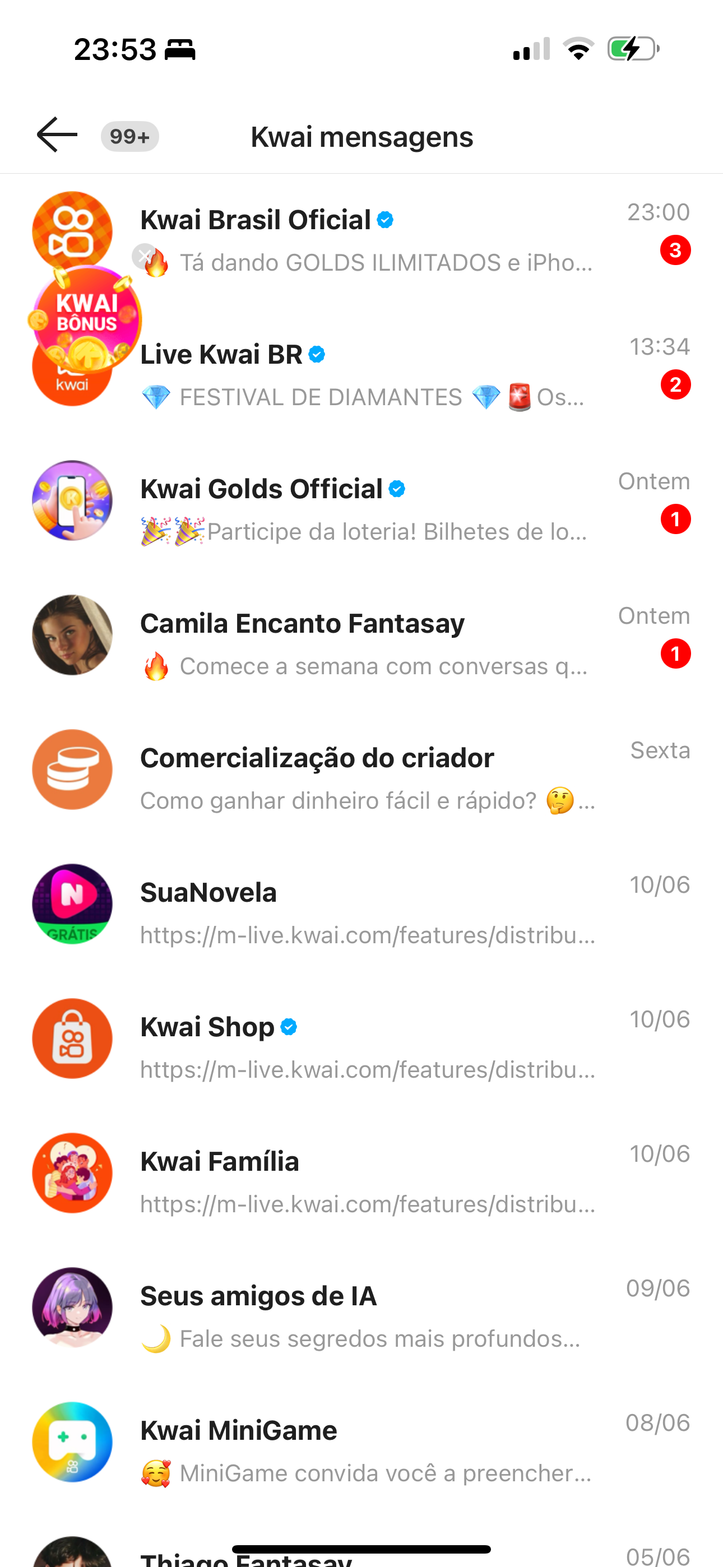 23:53
99+
Kwai mensagens
Kwai Brasil Oficial
23:00
🔥 Tá dando GOLDS ILIMITADOS e iPho...
3
KWAI
BÔNUS
kwai
Live Kwai BR
13:34
💎 FESTIVAL DE DIAMANTES 💎 🚨Os...
2
Kwai Golds Official
Ontem
🎉🎉Participe da loteria! Bilhetes de lo...
1
Camila Encanto Fantasay
Ontem
🔥 Comece a semana com conversas q...
1
Comercialização do criador
Sexta
Como ganhar dinheiro fácil e rápido? 🤔...
N
GRÁTIS
SuaNovela
10/06
https://m-live.kwai.com/features/distribu...
Kwai Shop
10/06
https://m-live.kwai.com/features/distribu...
Kwai Família
10/06
https://m-live.kwai.com/features/distribu...
Seus amigos de IA
09/06
🌙 Fale seus segredos mais profundos...
Kwai MiniGame
08/06
🥰 MiniGame convida você a preencher...
Thiago Fantasay
05/06